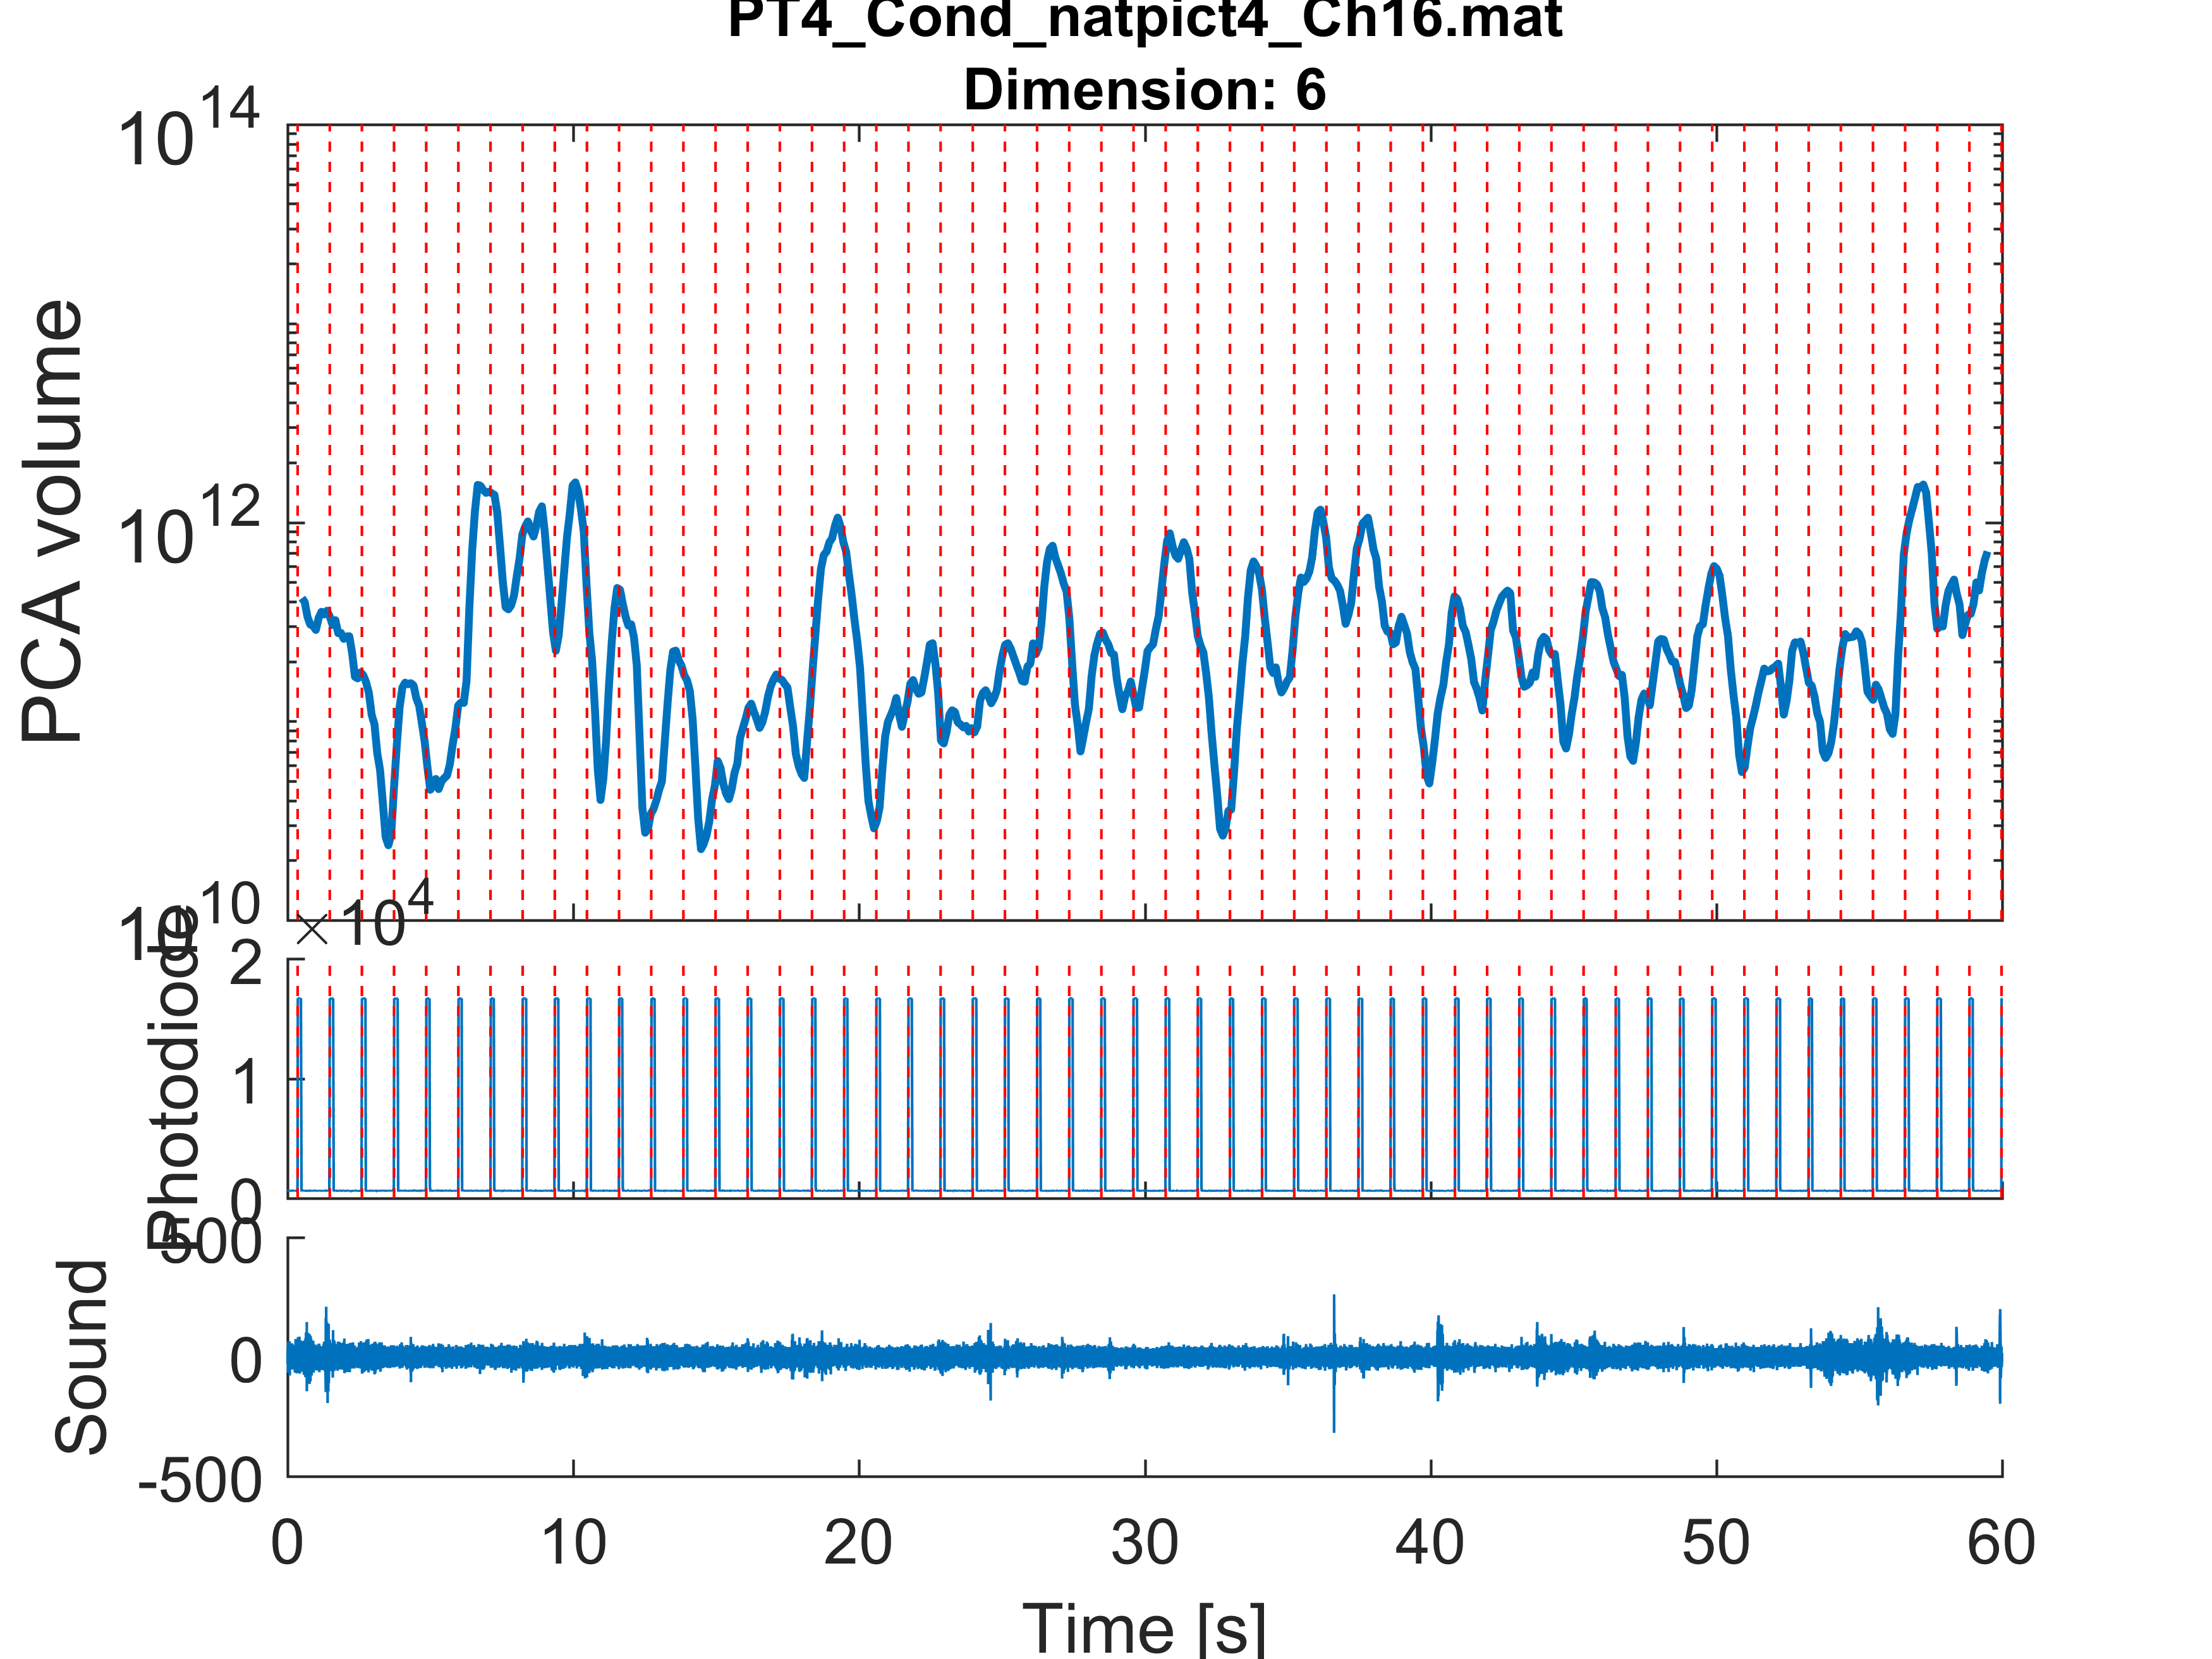 PT4_Cond_natpict4_Ch16.mat
Dimension: 6
PCA volume
10^14
10^12
10^10
×10^4
Photodiode
2
1
0
Sound
500
0
-500
0 10 20 30 40 50 60
Time [s]